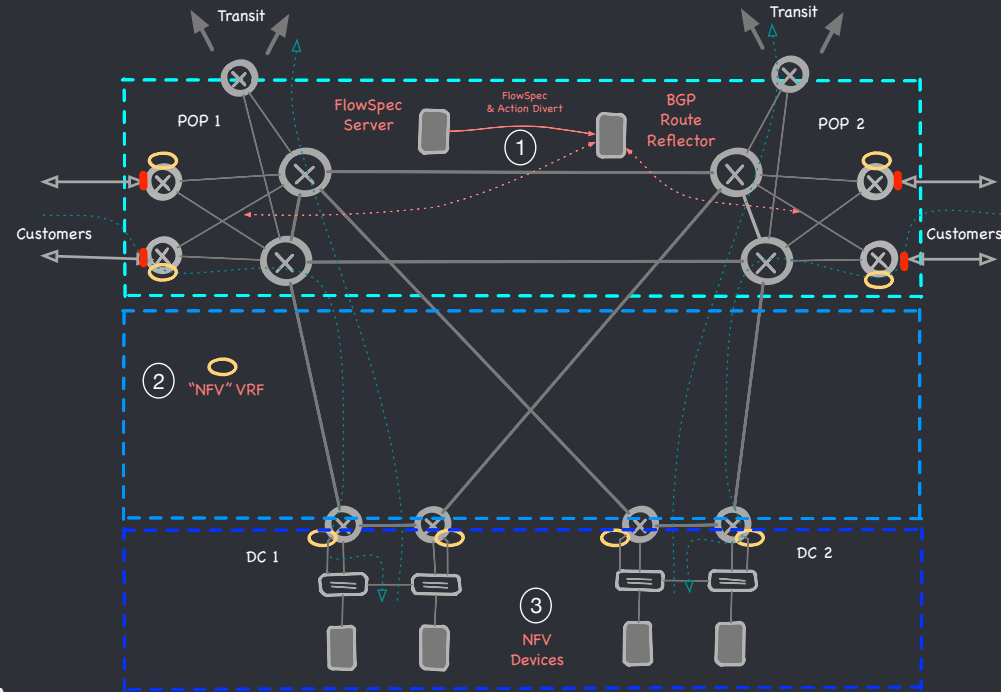 Transit
Transit
POP 1
FlowSpec
Server
FlowSpec
& Action Divert
1
BGP
Route
Reflector
POP 2
Customers
Customers
2
"NFV" VRF
DC 1
DC 2
3
NFV
Devices